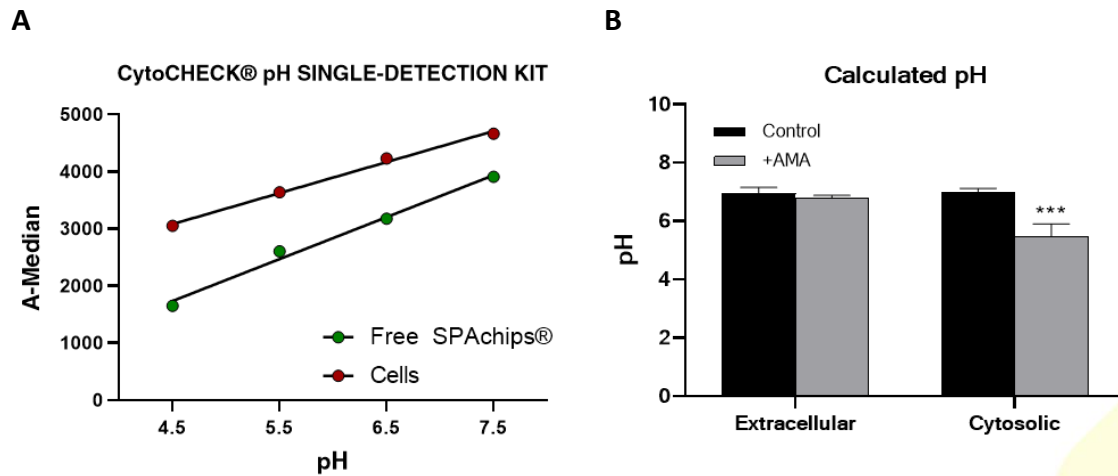 A
CytoCHECK® pH SINGLE-DETECTION KIT
A-Median
5000
4000
3000
2000
1000
0
Free SPAchips®
Cells
4.5 5.5 6.5 7.5
pH
B
Calculated pH
pH
10
8
6
4
2
0
Control
+AMA
***
Extracellular Cytosolic